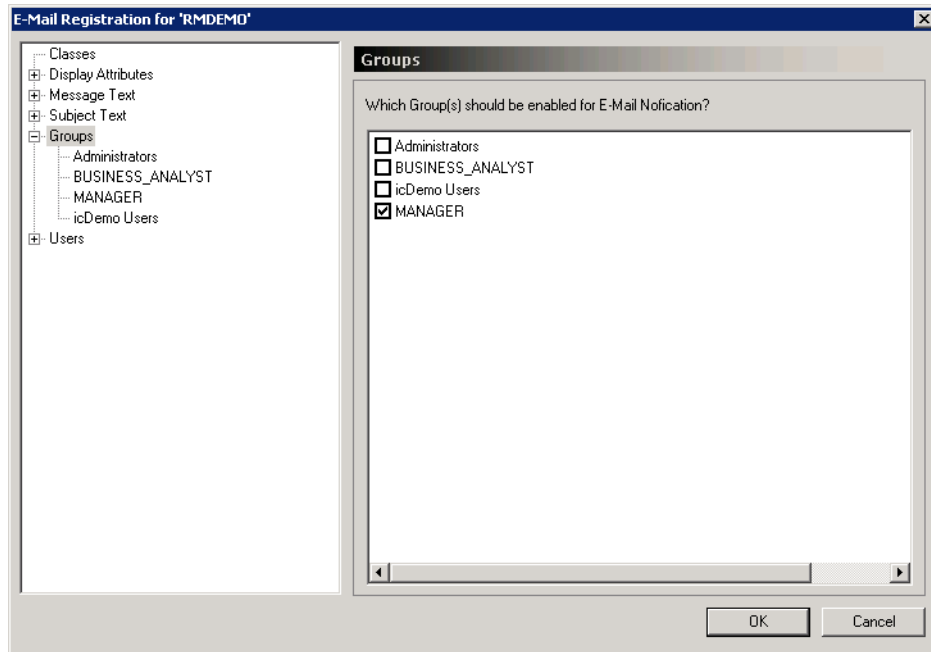 E-Mail Registration for 'RMDEMO'
Classes
Display Attributes
Message Text
Subject Text
Groups
Administrators
BUSINESS_ANALYST
MANAGER
icDemo Users
Users
Groups
Which Group(s) should be enabled for E-Mail Nofication?
Administrators
BUSINESS_ANALYST
icDemo Users
MANAGER
OK
Cancel